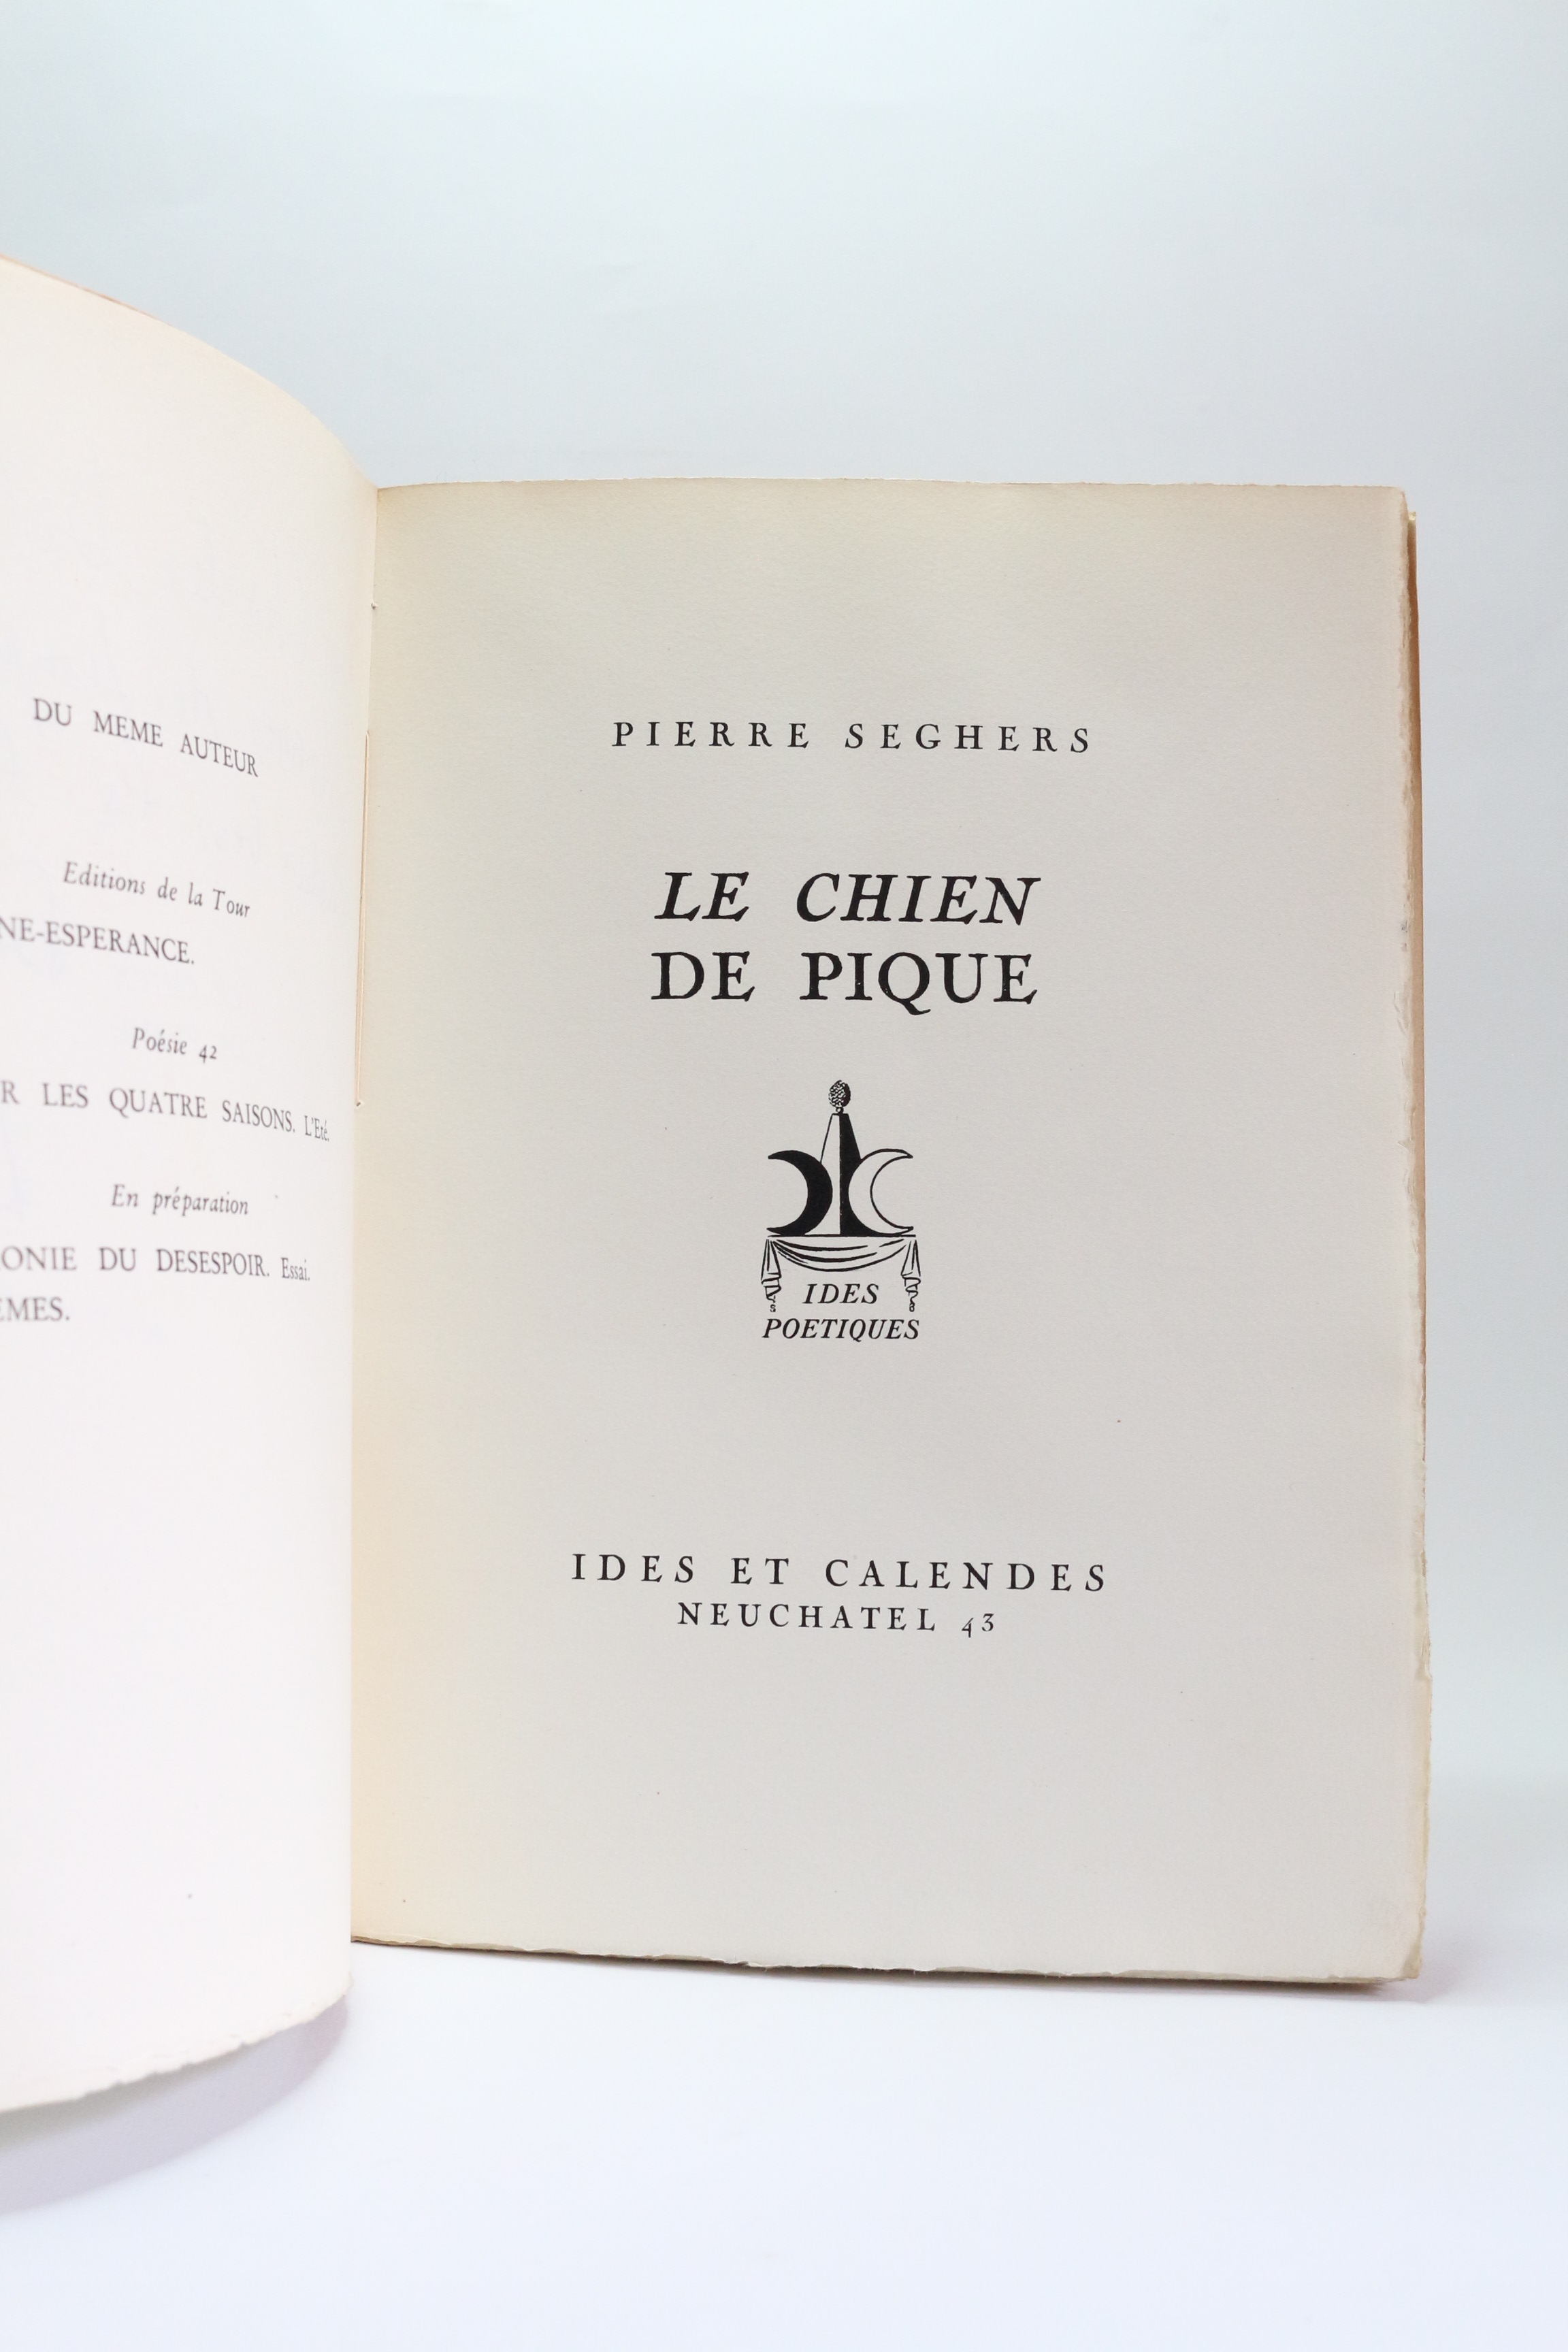 DU MEME AUTEUR
Editions de la Tour
NE-ESPERANCE.
Poésie 42
R LES QUATRE SAISONS. L'Eté.
En préparation
ONIE DU DESESPOIR. Essai.
EMES.
PIERRE SEGHERS
LE CHIEN
DE PIQUE
IDES
POETIQUES
IDES ET CALENDES
NEUCHATEL 43